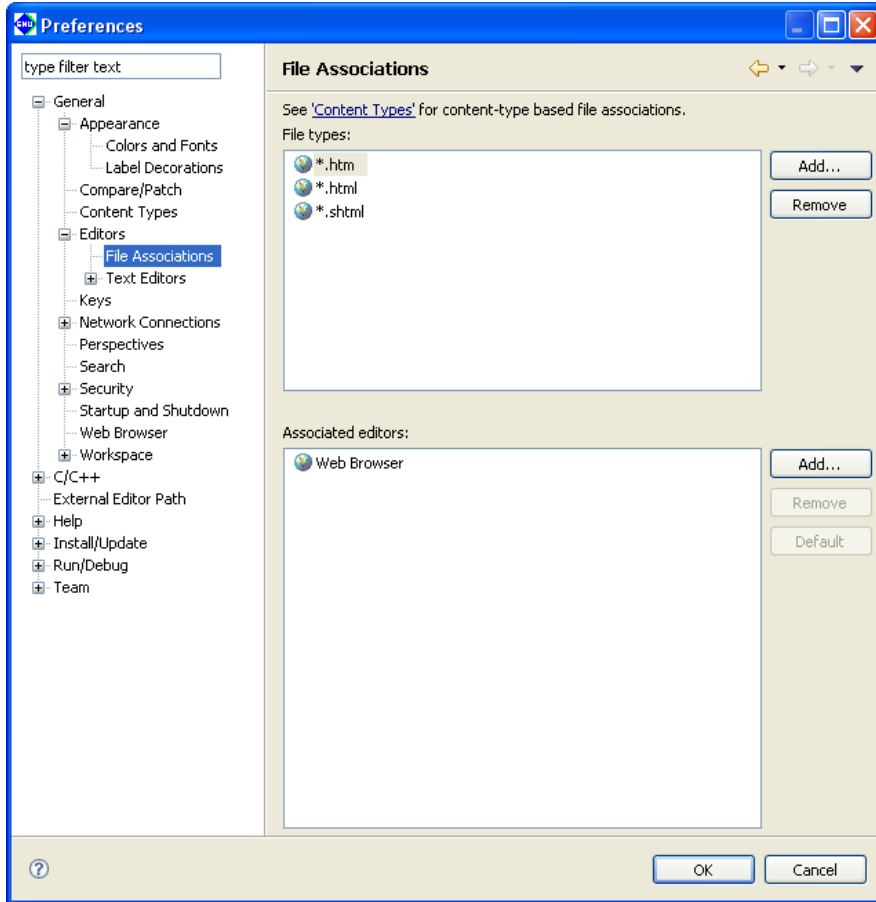 GNU Preferences
type filter text
General
Appearance
Colors and Fonts
Label Decorations
Compare/Patch
Content Types
Editors
File Associations
Text Editors
Keys
Network Connections
Perspectives
Search
Security
Startup and Shutdown
Web Browser
Workspace
C/C++
External Editor Path
Help
Install/Update
Run/Debug
Team
File Associations
See 'Content Types' for content-type based file associations.
File types:
*.htm
*.html
*.shtml
Add...
Remove
Associated editors:
Web Browser
Add...
Remove
Default
?
OK
Cancel